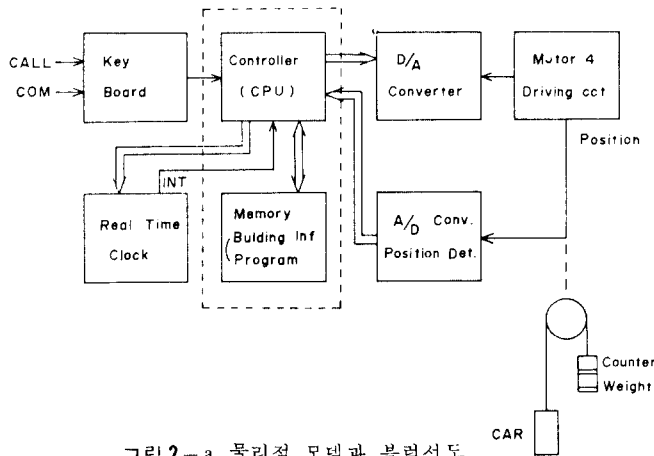 CALL
COM
Key
Board
Controller
(CPU)
D/A
Converter
Motor 4
Driving cct
Position
INT
Real Time
Clock
Memory
(Bulding Inf
Program
A/D Conv.
Position Det.
Counter
Weight
CAR
그림 2-a 물리적 모델과 블럭선도